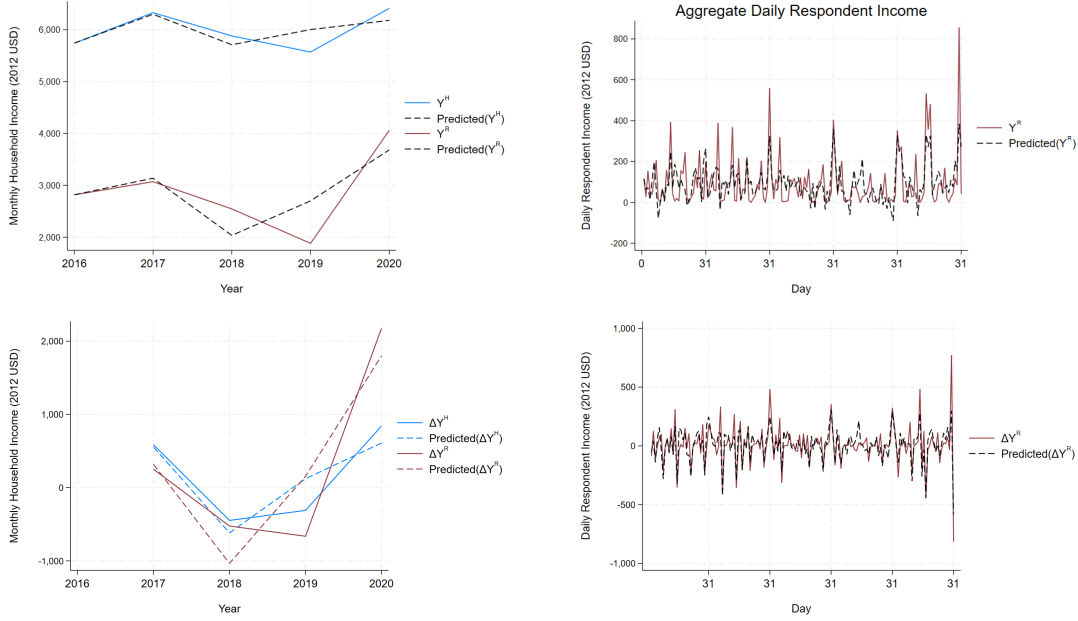 Monthly Household Income (2012 USD)
6,000
5,000
4,000
3,000
2,000
2016 2017 2018 2019 2020
Year
Y^H
Predicted(Y^H)
Y^R
Predicted(Y^R)
Aggregate Daily Respondent Income
Daily Respondent Income (2012 USD)
800
600
400
200
0
-200
0 31 31 31 31 31
Day
Y^R
Predicted(Y^R)
Monthly Household Income (2012 USD)
2,000
1,000
0
-1,000
2016 2017 2018 2019 2020
Year
ΔY^H
Predicted(ΔY^H)
ΔY^R
Predicted(ΔY^R)
Daily Respondent Income (2012 USD)
1,000
500
0
-500
-1,000
31 31 31 31 31
Day
ΔY^R
Predicted(ΔY^R)